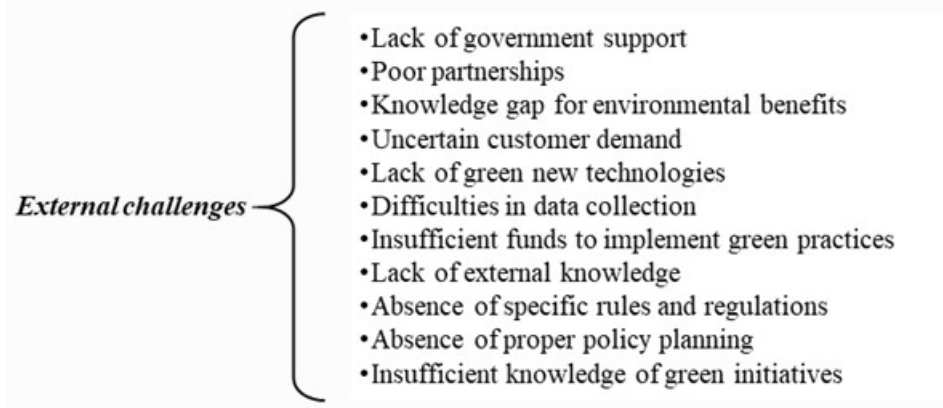 External challenges
•Lack of government support
•Poor partnerships
•Knowledge gap for environmental benefits
•Uncertain customer demand
•Lack of green new technologies
•Difficulties in data collection
•Insufficient funds to implement green practices
•Lack of external knowledge
•Absence of specific rules and regulations
•Absence of proper policy planning
•Insufficient knowledge of green initiatives